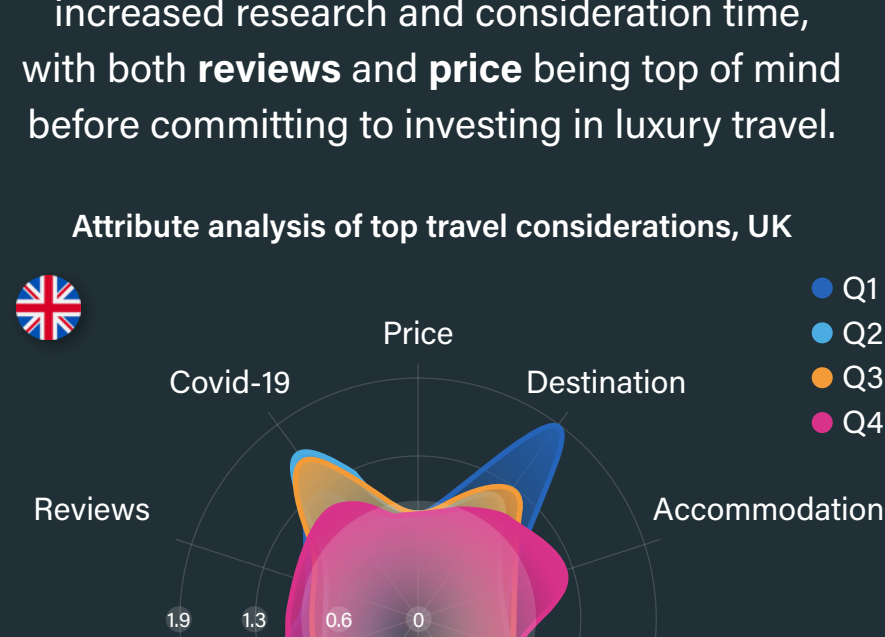 increased research and consideration time,
with both reviews and price being top of mind
before committing to investing in luxury travel.
Attribute analysis of top travel considerations, UK
Q1
Q2
Q3
Q4
Price
Covid-19
Destination
Reviews
Accommodation
1.9
1.3
0.6
0